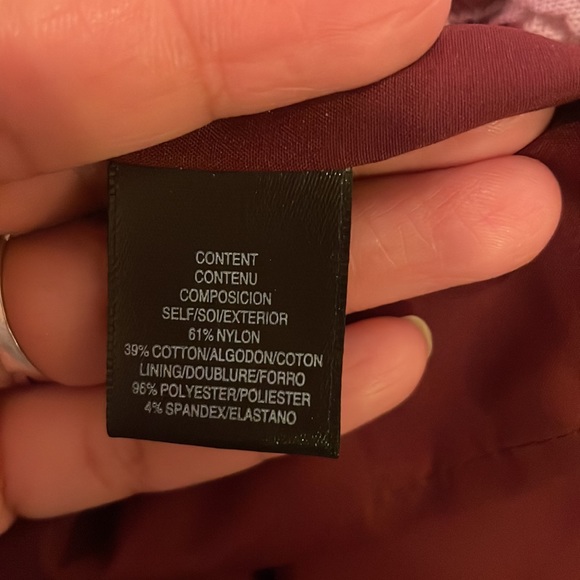 CONTENT
CONTENU
COMPOSICION
SELF/SOI/EXTERIOR
61% NYLON
39% COTTON/ALGODON/COTON
LINING/DOUBLURE/FORRO
96% POLYESTER/POLIESTER
4% SPANDEX/ELASTANO